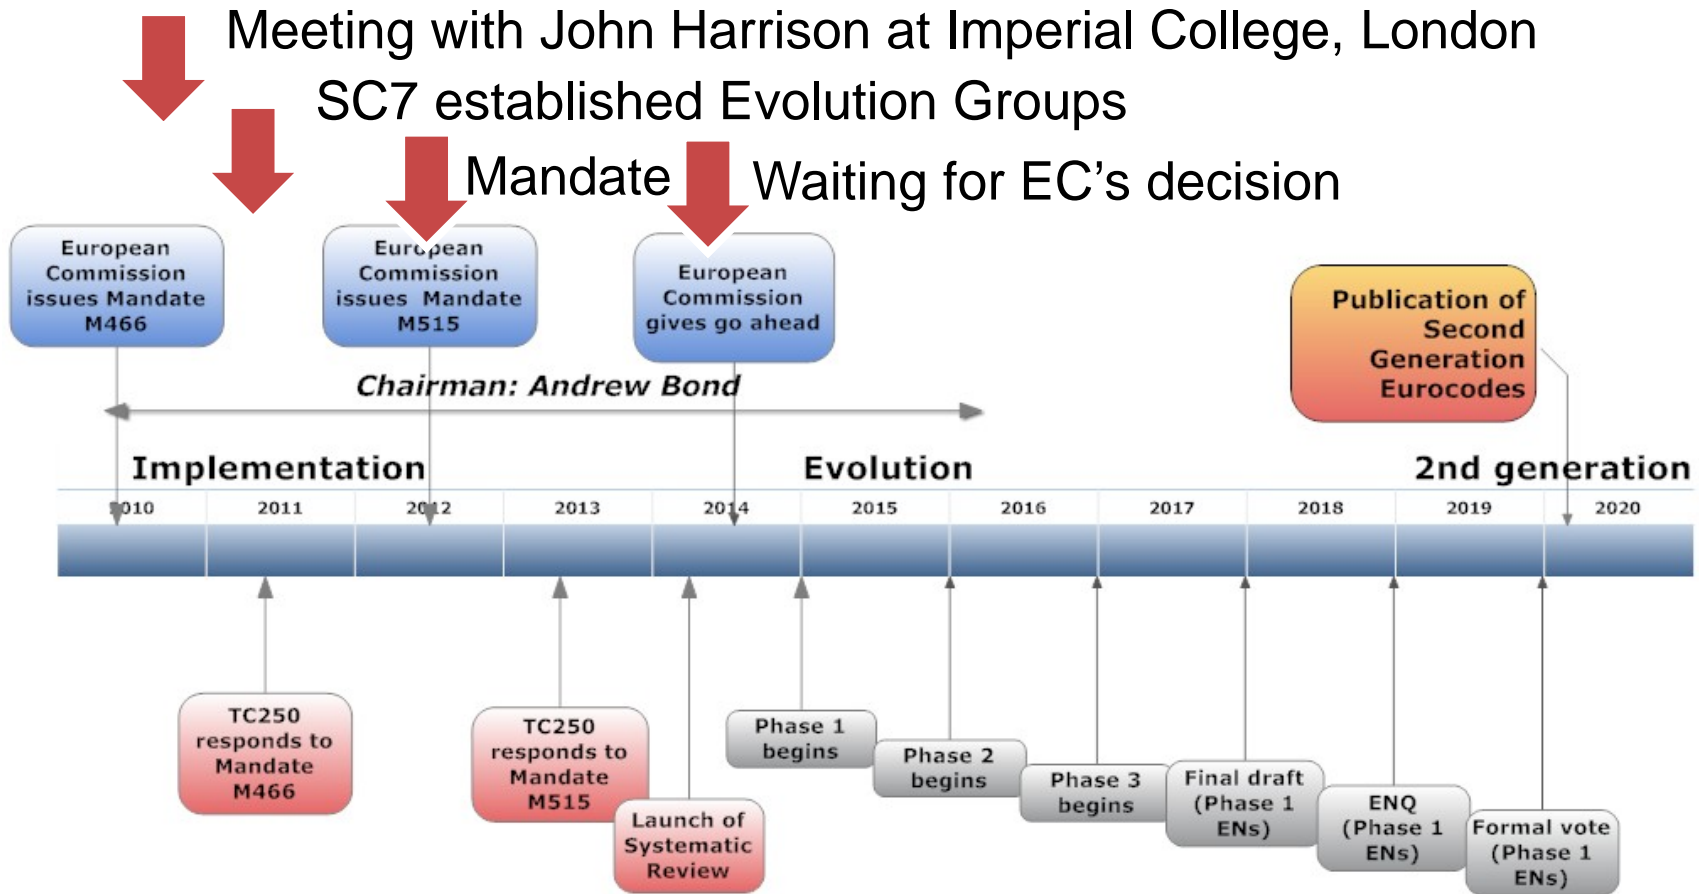 Meeting with John Harrison at Imperial College, London
SC7 established Evolution Groups
Mandate
Waiting for EC’s decision
European
Commission
issues Mandate
M466
European
Commission
issues Mandate
M515
European
Commission
gives go ahead
Publication of
Second
Generation
Eurocodes
Chairman: Andrew Bond
Implementation
Evolution
2nd generation
2010
2011
2012
2013
2014
2015
2016
2017
2018
2019
2020
TC250
responds to
Mandate
M466
TC250
responds to
Mandate
M515
Launch of
Systematic
Review
Phase 1
begins
Phase 2
begins
Phase 3
begins
Final draft
(Phase 1
ENs)
ENQ
(Phase 1
ENs)
Formal vote
(Phase 1
ENs)